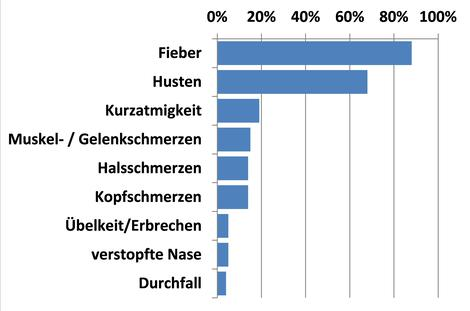 0% 20% 40% 60% 80% 100%
Fieber
Husten
Kurzatmigkeit
Muskel- / Gelenkschmerzen
Halsschmerzen
Kopfschmerzen
Übelkeit/Erbrechen
verstopfte Nase
Durchfall